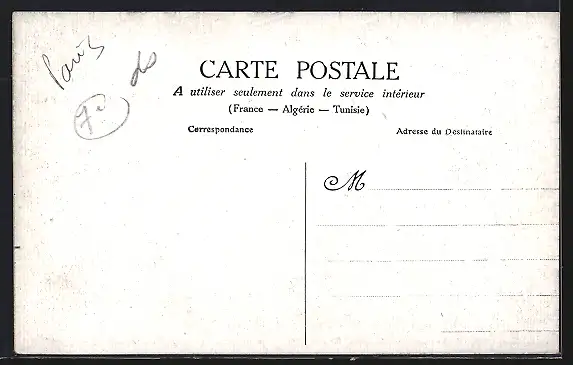 Paris
7e
CARTE POSTALE
A utiliser seulement dans le service intérieur
(France — Algérie — Tunisie)
Correspondance
Adresse du Destinataire
M